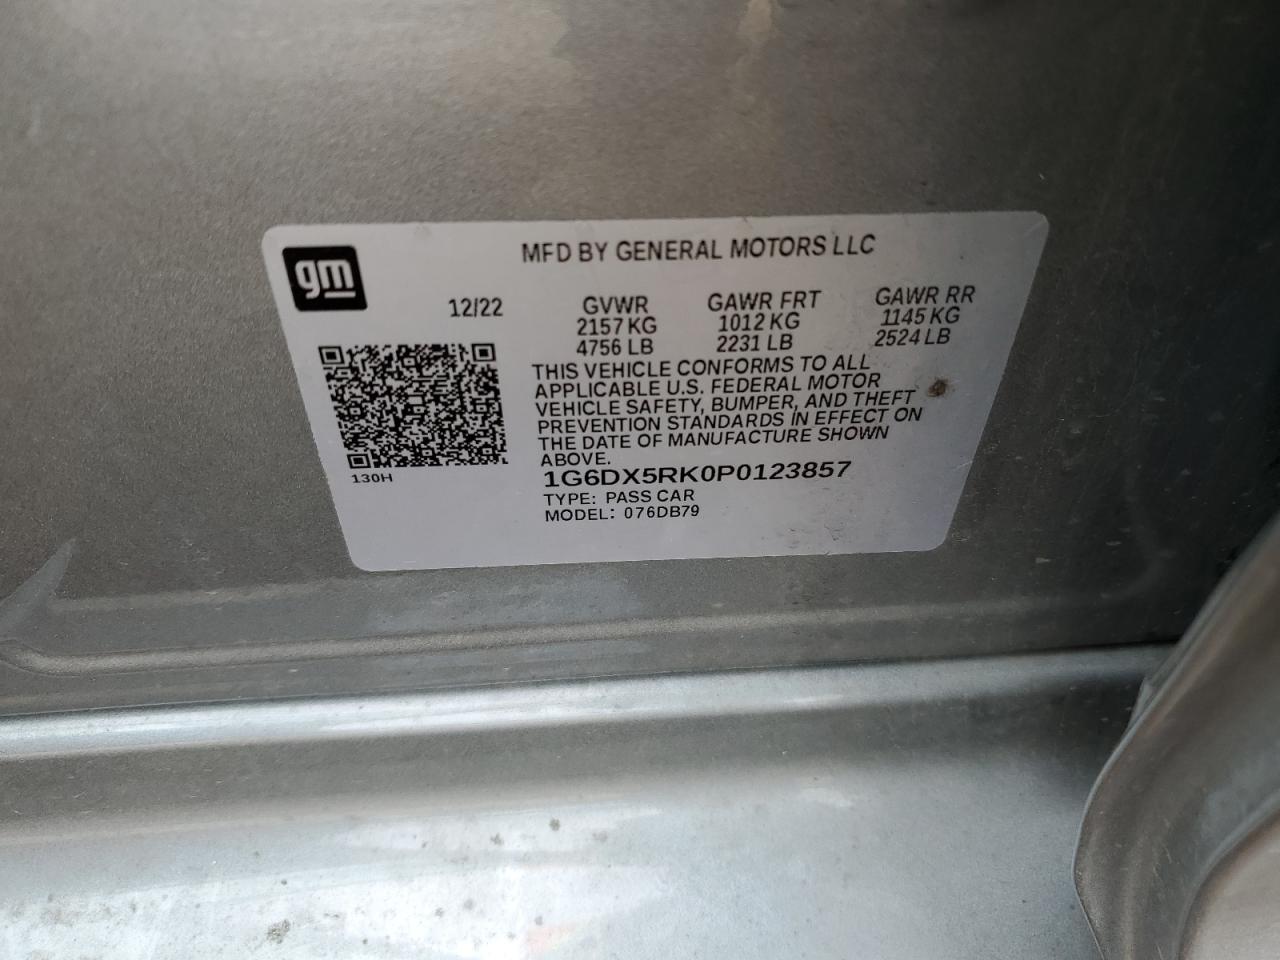 gm
MFD BY GENERAL MOTORS LLC
12/22 GVWR GAWR FRT GAWR RR
2157 KG 1012 KG 1145 KG
4756 LB 2231 LB 2524 LB
THIS VEHICLE CONFORMS TO ALL
APPLICABLE U.S. FEDERAL MOTOR
VEHICLE SAFETY, BUMPER, AND THEFT
PREVENTION STANDARDS IN EFFECT ON
THE DATE OF MANUFACTURE SHOWN
ABOVE.
130H
1G6DX5RK0P0123857
TYPE: PASS CAR
MODEL: 076DB79